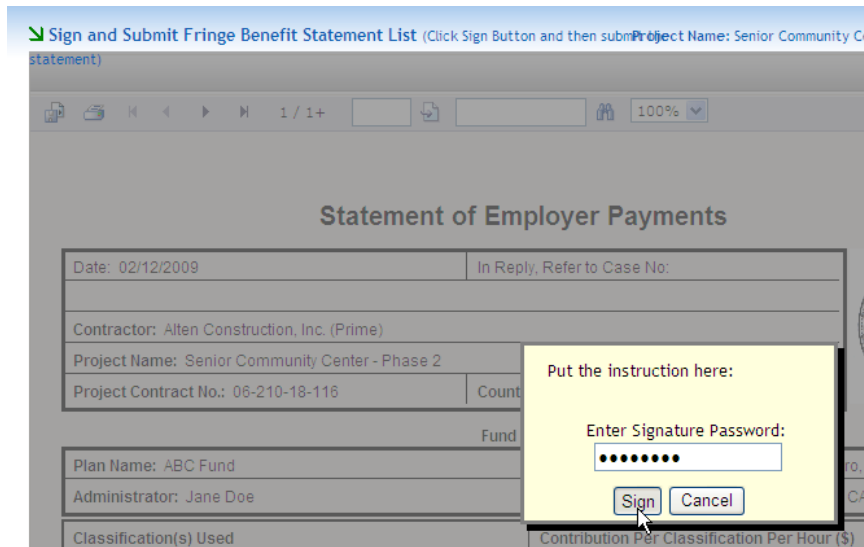 Sign and Submit Fringe Benefit Statement List (Click Sign Button and then submit the Project Name: Senior Community
statement)
1 / 1+ 100%
Statement of Employer Payments
Date: 02/12/2009 In Reply, Refer to Case No:
Contractor: Alten Construction, Inc. (Prime)
Project Name: Senior Community Center - Phase 2
Put the instruction here:
Project Contract No.: 06-210-18-116
Fund
Enter Signature Password:
Plan Name: ABC Fund
Administrator: Jane Doe CA
Sign Cancel
Classification(s) Used Contribution Per Classification Per Hour ($)